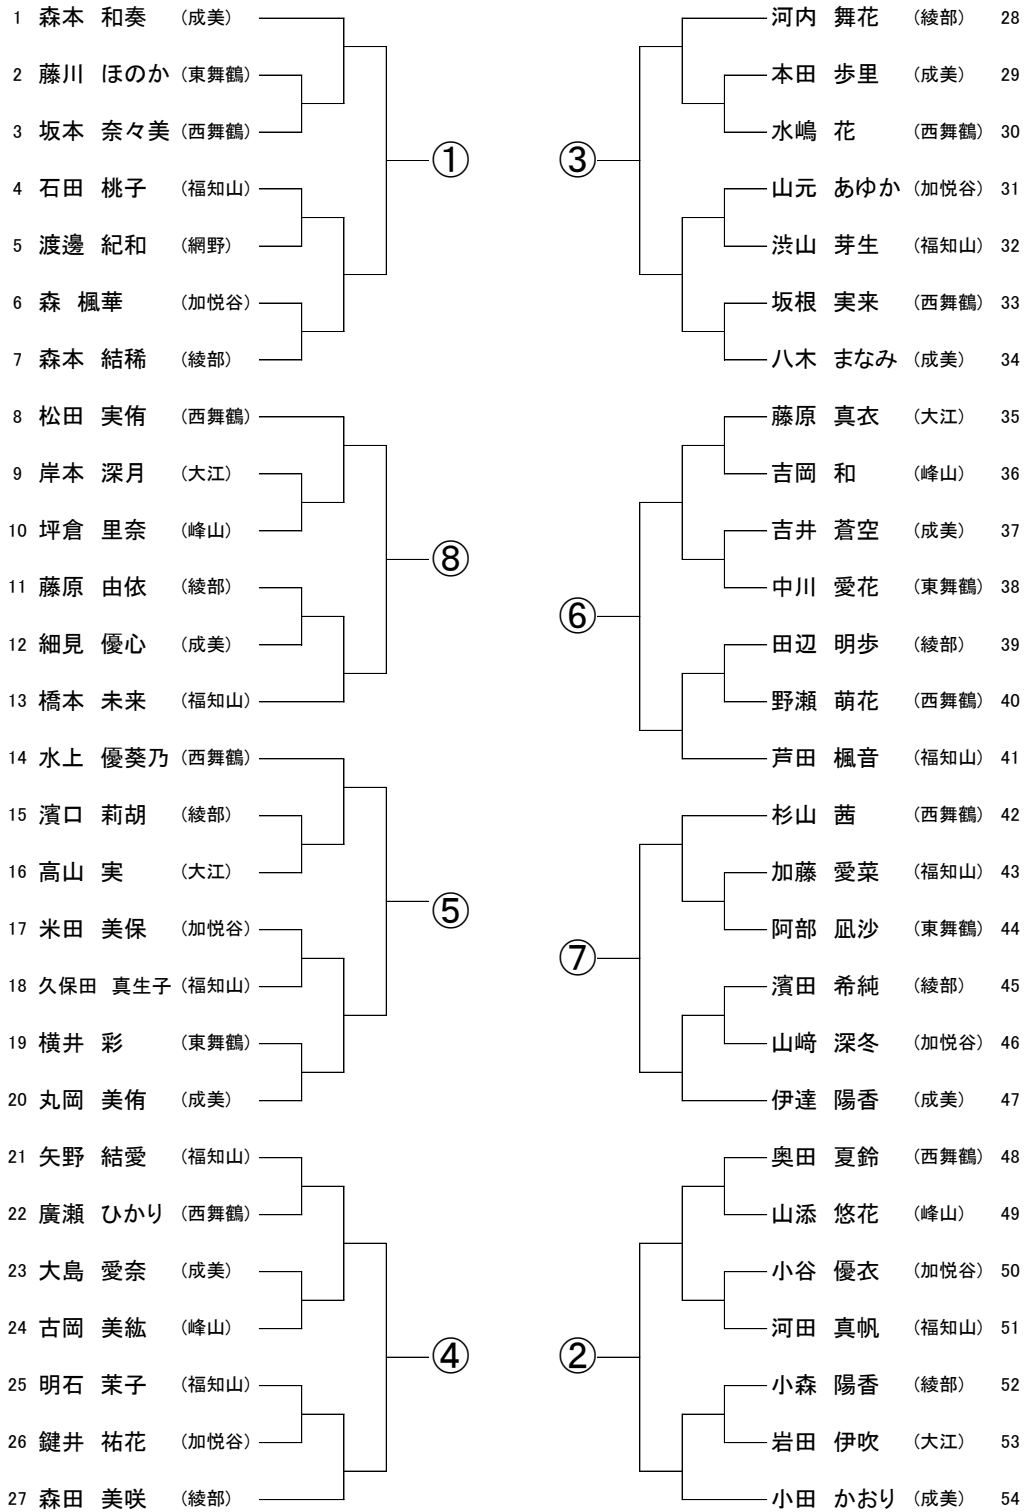 1 森本 和奏 (成美)
2 藤川 ほのか (東舞鶴)
3 坂本 奈々美 (西舞鶴)
①
4 石田 桃子 (福知山)
5 渡邊 紀和 (網野)
6 森 楓華 (加悦谷)
7 森本 結稀 (綾部)
8 松田 実侑 (西舞鶴)
9 岸本 深月 (大江)
10 坪倉 里奈 (峰山)
⑧
11 藤原 由依 (綾部)
12 細見 優心 (成美)
13 橋本 未来 (福知山)
14 水上 優葵乃 (西舞鶴)
15 濱口 莉胡 (綾部)
16 高山 実 (大江)
⑤
17 米田 美保 (加悦谷)
18 久保田 真生子 (福知山)
19 横井 彩 (東舞鶴)
20 丸岡 美侑 (成美)
21 矢野 結愛 (福知山)
22 廣瀬 ひかり (西舞鶴)
23 大島 愛奈 (成美)
24 古岡 美紘 (峰山)
④
25 明石 茉子 (福知山)
26 鍵井 祐花 (加悦谷)
27 森田 美咲 (綾部)
河内 舞花 (綾部) 28
本田 歩里 (成美) 29
水嶋 花 (西舞鶴) 30
③
山元 あゆか (加悦谷) 31
渋山 芽生 (福知山) 32
坂根 実来 (西舞鶴) 33
八木 まなみ (成美) 34
藤原 真衣 (大江) 35
吉岡 和 (峰山) 36
吉井 蒼空 (成美) 37
中川 愛花 (東舞鶴) 38
⑥
田辺 明歩 (綾部) 39
野瀬 萌花 (西舞鶴) 40
芦田 楓音 (福知山) 41
杉山 茜 (西舞鶴) 42
加藤 愛菜 (福知山) 43
阿部 凪沙 (東舞鶴) 44
⑦
濱田 希純 (綾部) 45
山﨑 深冬 (加悦谷) 46
伊達 陽香 (成美) 47
奥田 夏鈴 (西舞鶴) 48
山添 悠花 (峰山) 49
小谷 優衣 (加悦谷) 50
河田 真帆 (福知山) 51
②
小森 陽香 (綾部) 52
岩田 伊吹 (大江) 53
小田 かおり (成美) 54